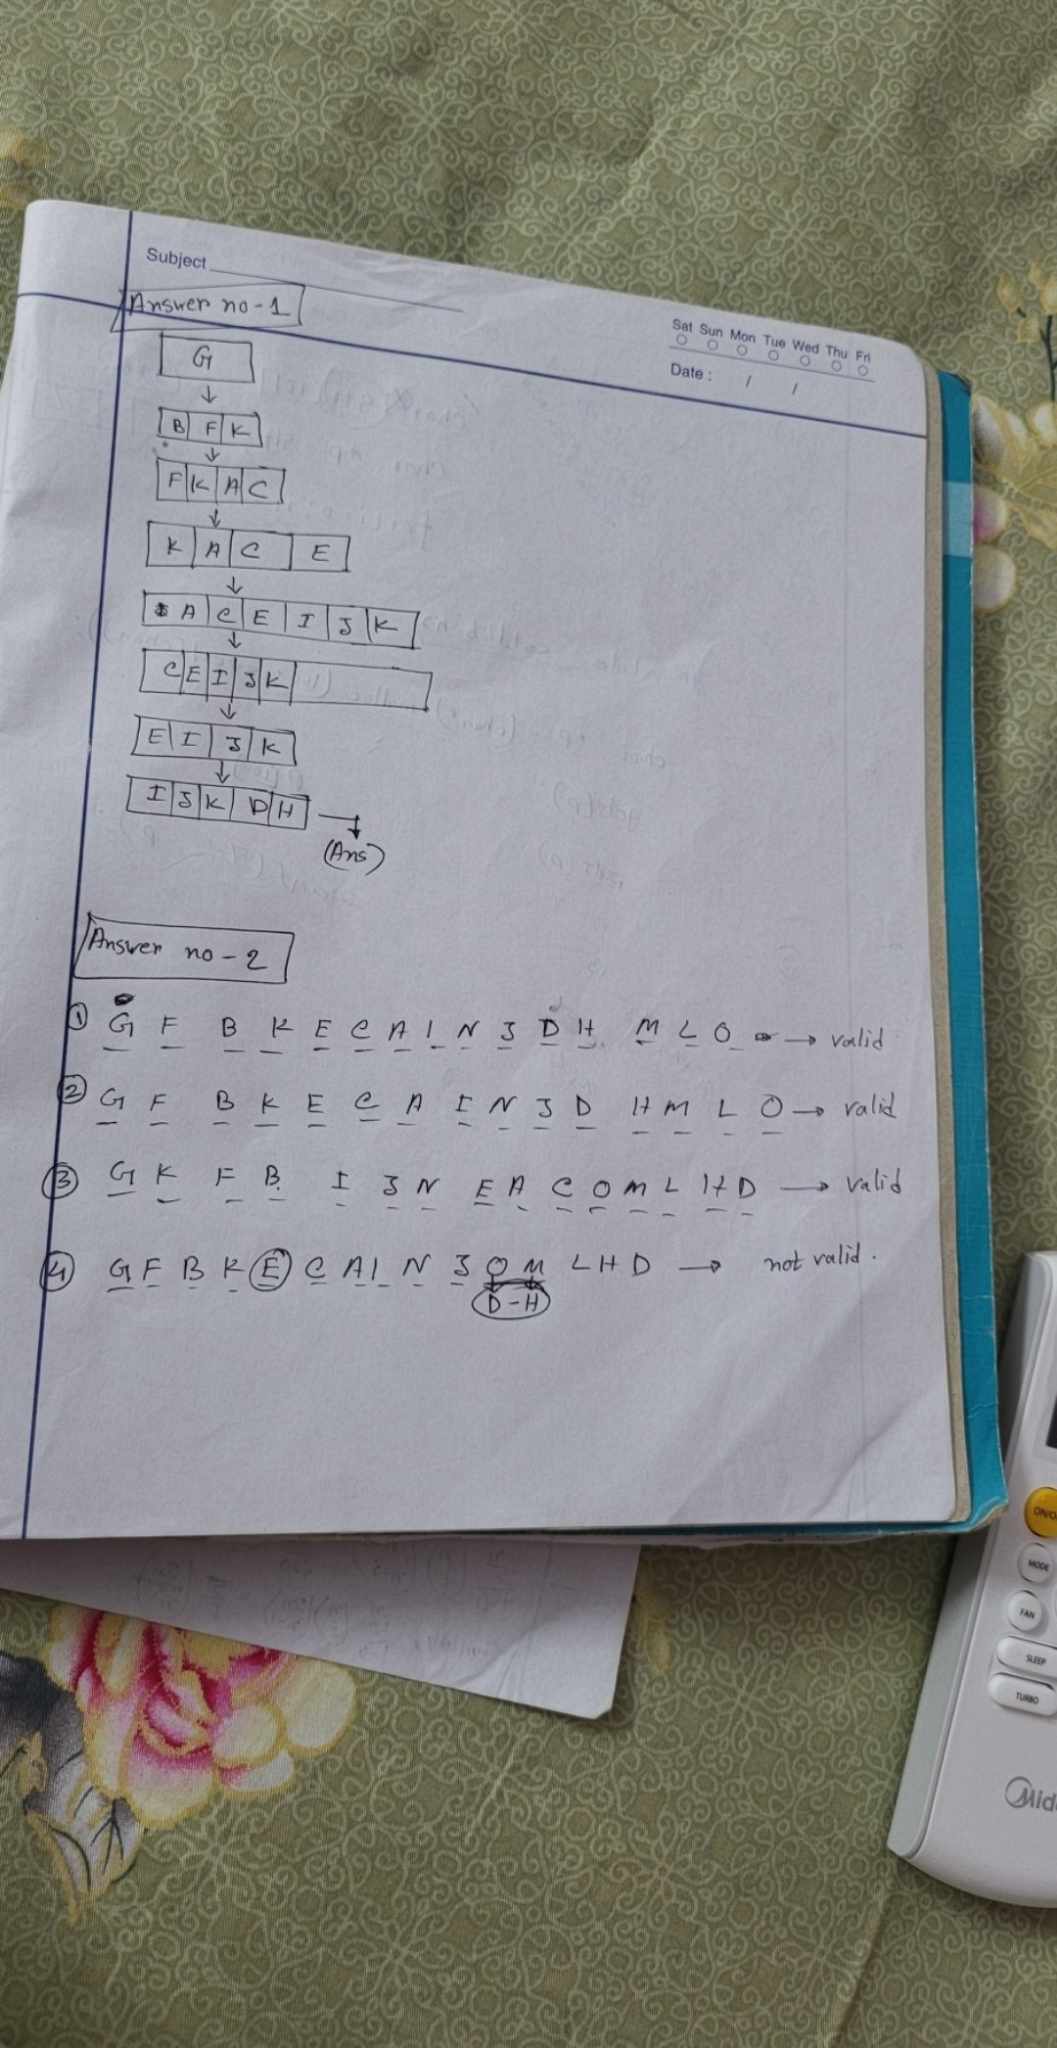 Subject
Answer no-1
Sat Sun Mon Tue Wed Thu Fri
Date : / /
G
B F K
F K A C
K A C E
A C E I J K
C E I J K
E I J K
I J K D H
(Ans)
Answer no-2
① G F B K E C A I N J D H M L O → valid
② G F B K E C A I N J D H M L O → valid
③ G K F B. I J N E A C O M L H D → valid
④ G F B K E C A I N J O M L H D → not valid.
D-H
ON/O
MODE
FAN
SLEEP
TURBO
Mid